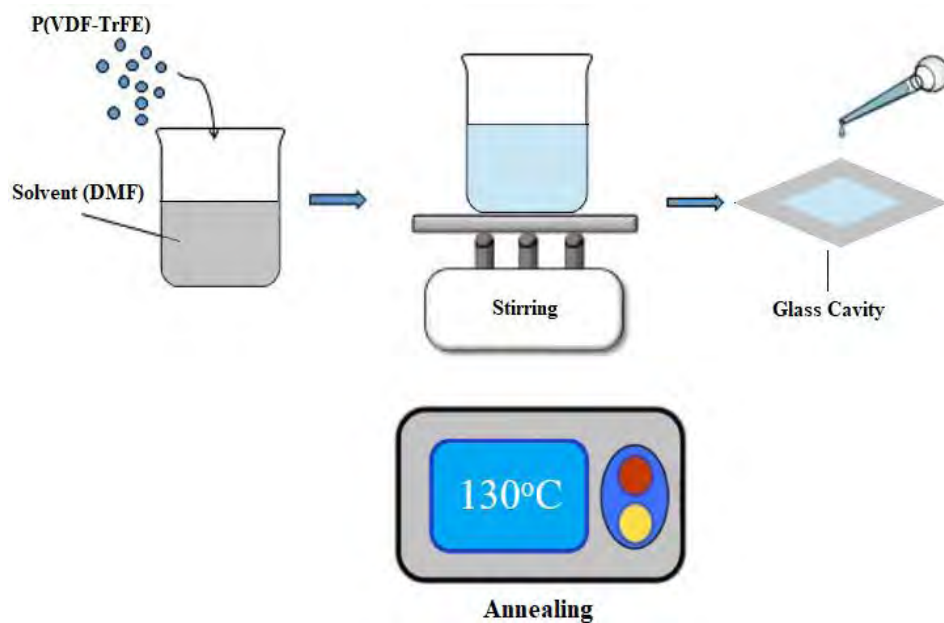 P(VDF-TrFE)
Solvent (DMF)
Stirring
Glass Cavity
130°C
Annealing